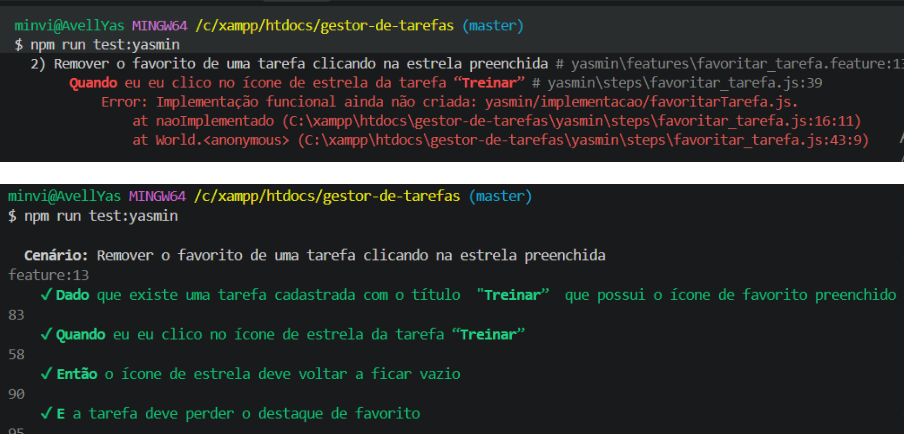 minvi@AvellYas MINGW64 /c/xampp/htdocs/gestor-de-tarefas (master)
$ npm run test:yasmin
2) Remover o favorito de uma tarefa clicando na estrela preenchida # yasmin\features\favoritar_tarefa.feature:13
Quando eu eu clico no ícone de estrela da tarefa “Treinar” # yasmin\steps\favoritar_tarefa.js:39
Error: Implementação funcional ainda não criada: yasmin/implementacao/favoritarTarefa.js.
at naoImplementado (C:\xampp\htdocs\gestor-de-tarefas\yasmin\steps\favoritar_tarefa.js:16:11)
at World.<anonymous> (C:\xampp\htdocs\gestor-de-tarefas\yasmin\steps\favoritar_tarefa.js:43:9)
minvi@AvellYas MINGW64 /c/xampp/htdocs/gestor-de-tarefas (master)
$ npm run test:yasmin
Cenário: Remover o favorito de uma tarefa clicando na estrela preenchida
feature:13
✓ Dado que existe uma tarefa cadastrada com o título  "Treinar”  que possui o ícone de favorito preenchido
83
✓ Quando eu eu clico no ícone de estrela da tarefa “Treinar”
58
✓ Então o ícone de estrela deve voltar a ficar vazio
90
✓ E a tarefa deve perder o destaque de favorito
95